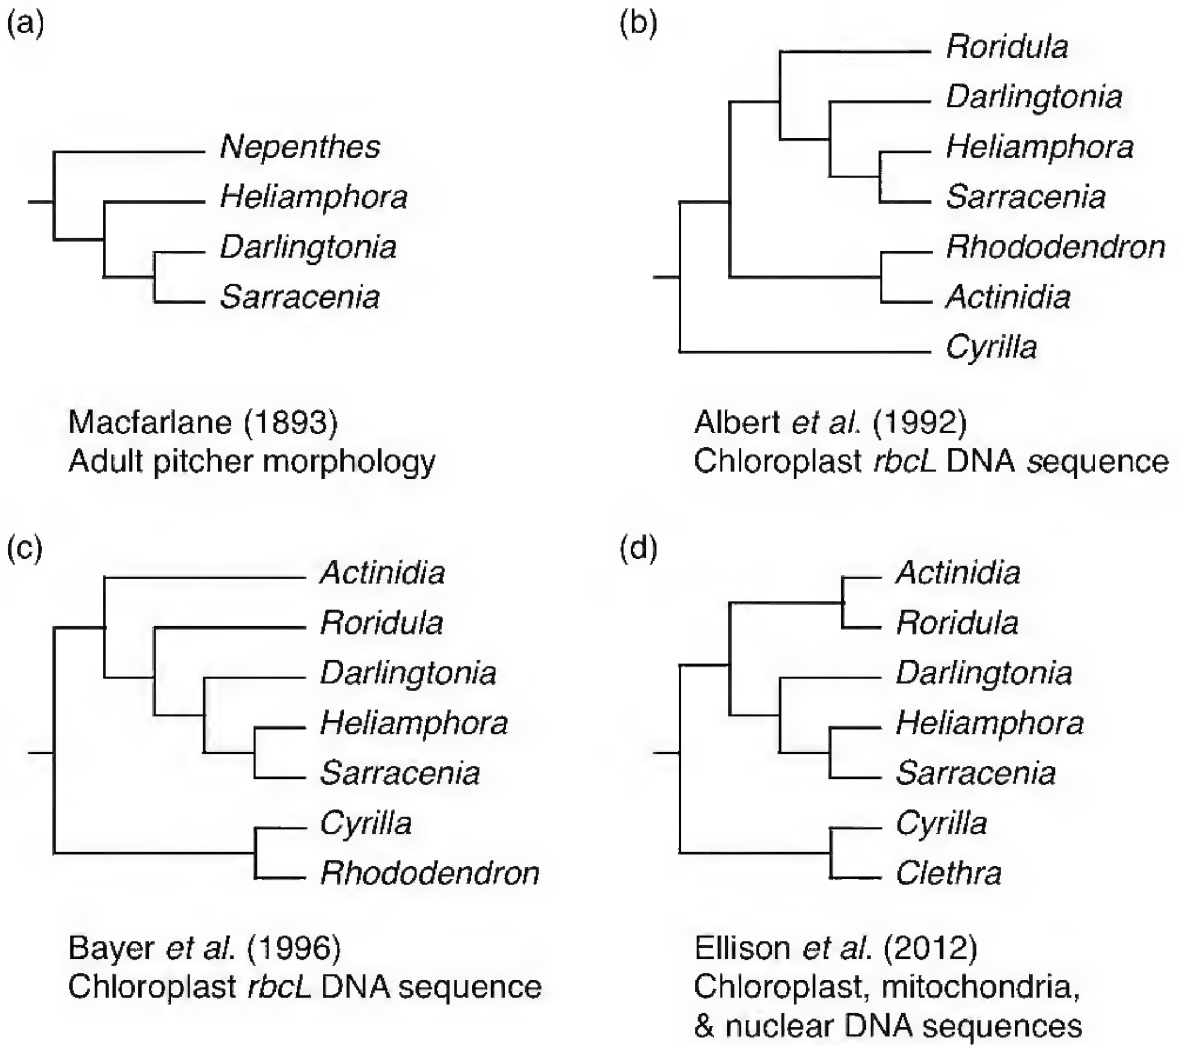 (a)
Nepenthes
Heliamphora
Darlingtonia
Sarracenia
Macfarlane (1893)
Adult pitcher morphology
(b)
Roridula
Darlingtonia
Heliamphora
Sarracenia
Rhododendron
Actinidia
Cyrilla
Albert et al. (1992)
Chloroplast rbcL DNA sequence
(c)
Actinidia
Roridula
Darlingtonia
Heliamphora
Sarracenia
Cyrilla
Rhododendron
Bayer et al. (1996)
Chloroplast rbcL DNA sequence
(d)
Actinidia
Roridula
Darlingtonia
Heliamphora
Sarracenia
Cyrilla
Clethra
Ellison et al. (2012)
Chloroplast, mitochondria,
& nuclear DNA sequences